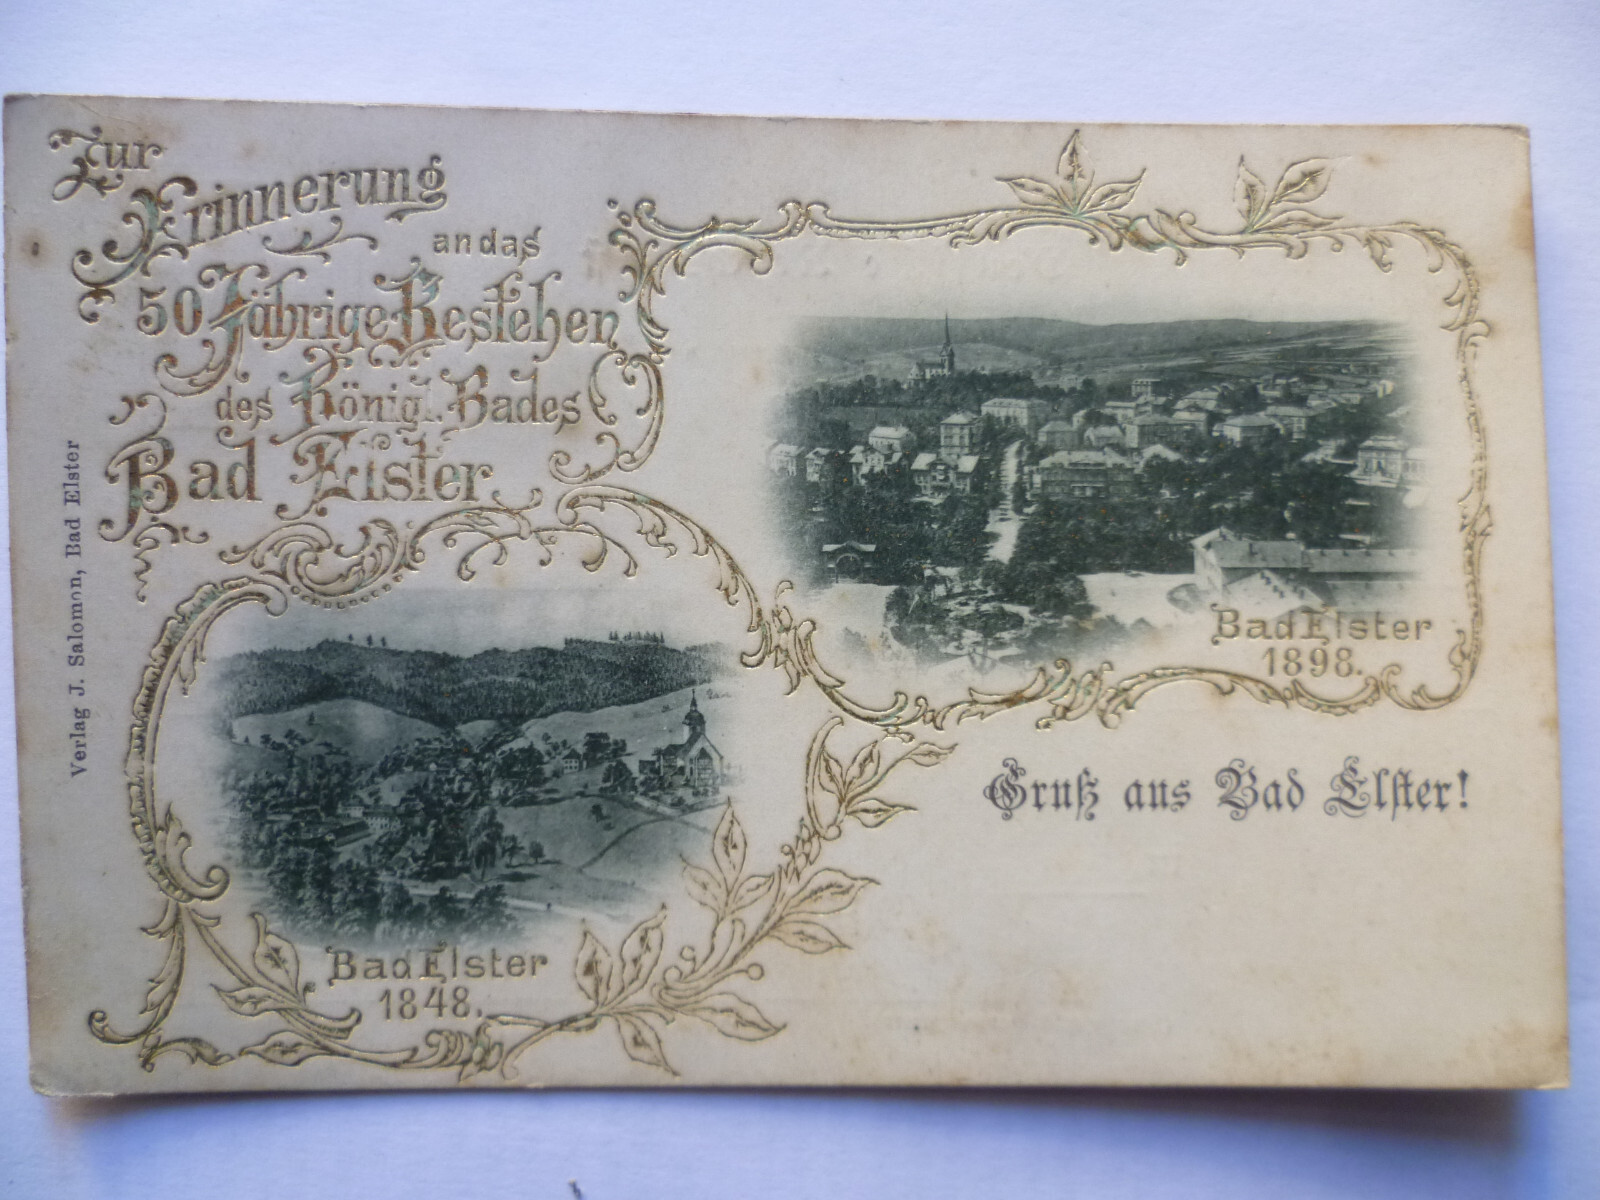 Zur
Erinnerung
an das
50 Jährige Bestehen
des Königl. Bades
Bad Elster
Verlag J. Salomon, Bad Elster
Bad Elster
1898.
Gruß aus Bad Elster!
Bad Elster
1848.